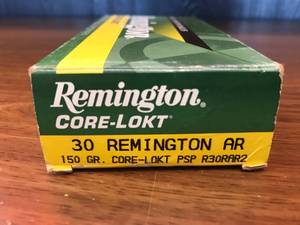 Remington®
CORE-LOKT®
30 REMINGTON AR
150 GR. CORE-LOKT PSP R30RAR2